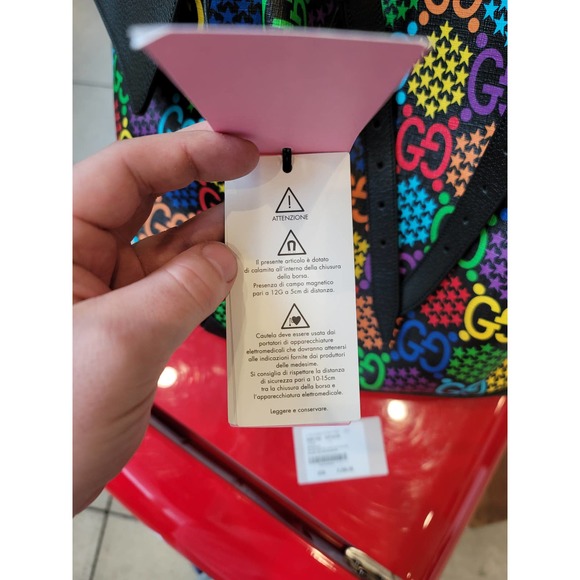 ATTENZIONE
Il presente articolo è dotato
di calamita all'interno della chiusura
della borsa.
Presenza di campo magnetico
pari a 12G a 5cm di distanza.
Cautela deve essere usata dai
portatori di apparecchiature
elettromedicali che dovranno attenersi
alle indicazioni fornite dai produttori
delle medesime.
Si consiglia di rispettare la distanza
di sicurezza pari a 10-15cm
tra la chiusura della borsa e
l'apparecchiatura elettromedicale.
Leggere e conservare.